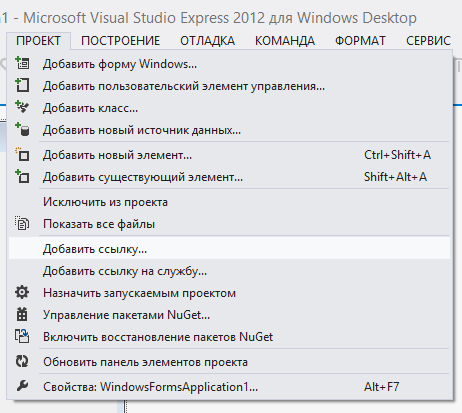 1 - Microsoft Visual Studio Express 2012 для Windows Desktop
ПРОЕКТ ПОСТРОЕНИЕ ОТЛАДКА КОМАНДА ФОРМАТ СЕРВИС
Добавить форму Windows...
Добавить пользовательский элемент управления...
Добавить класс...
Добавить новый источник данных...
Добавить новый элемент... Ctrl+Shift+A
Добавить существующий элемент... Shift+Alt+A
Исключить из проекта
Показать все файлы
Добавить ссылку...
Добавить ссылку на службу...
Назначить запускаемым проектом
Управление пакетами NuGet...
Включить восстановление пакетов NuGet
Обновить панель элементов проекта
Свойства: WindowsFormsApplication1... Alt+F7